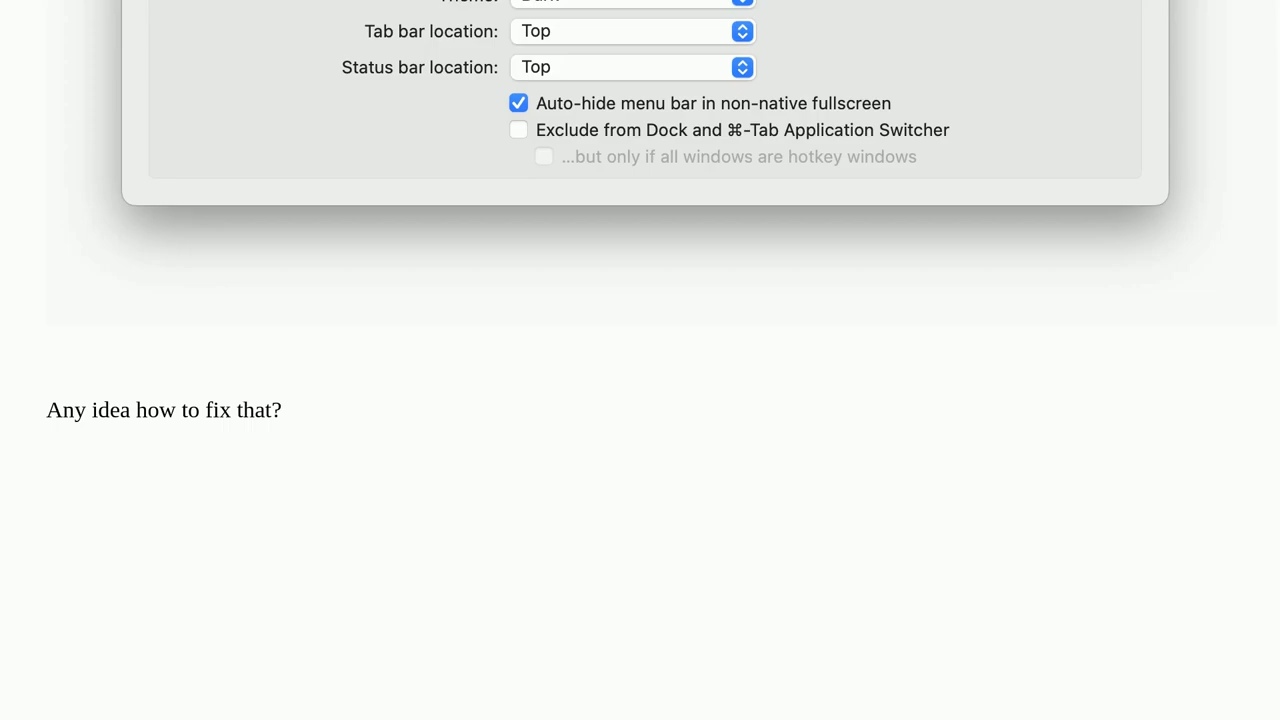 Tab bar location: Top
Status bar location: Top
Auto-hide menu bar in non-native fullscreen
Exclude from Dock and ⌘-Tab Application Switcher
...but only if all windows are hotkey windows
Any idea how to fix that?